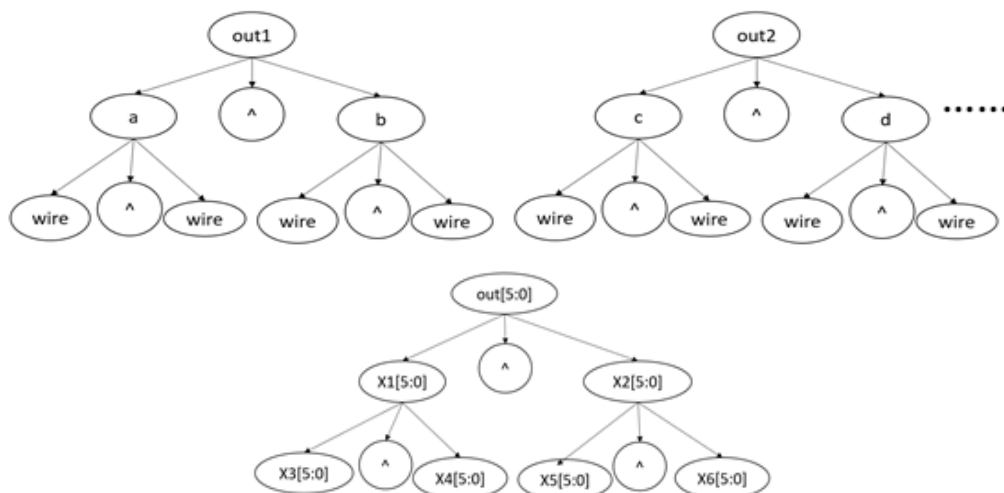 out1 out2
a ^ b c ^ d ......
wire ^ wire wire ^ wire wire ^ wire wire ^ wire
out[5:0]
X1[5:0] ^ X2[5:0]
X3[5:0] ^ X4[5:0] X5[5:0] ^ X6[5:0]